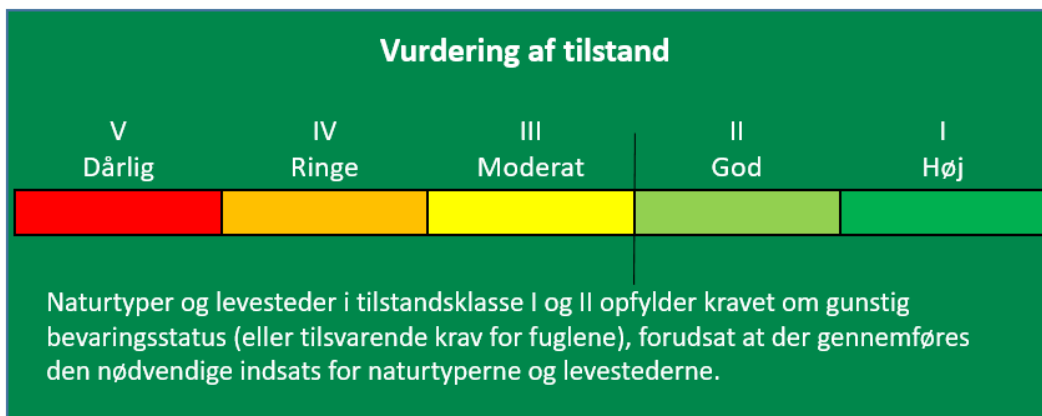 Vurdering af tilstand
V IV III II I
Dårlig Ringe Moderat God Høj
Naturtyper og levesteder i tilstandsklasse I og II opfylder kravet om gunstig
bevaringsstatus (eller tilsvarende krav for fuglene), forudsat at der gennemføres
den nødvendige indsats for naturtyperne og levestederne.